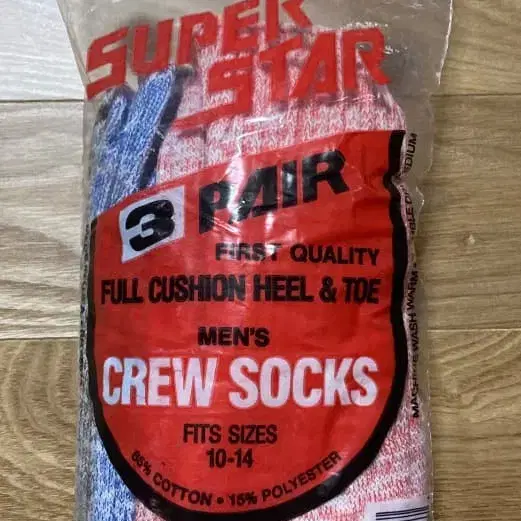 SUPER
STAR
3 PAIR
FIRST QUALITY
FULL CUSHION HEEL & TOE
MEN'S
CREW SOCKS
FITS SIZES
10-14
85% COTTON • 15% POLYESTER
MACHINE WASH WARM •